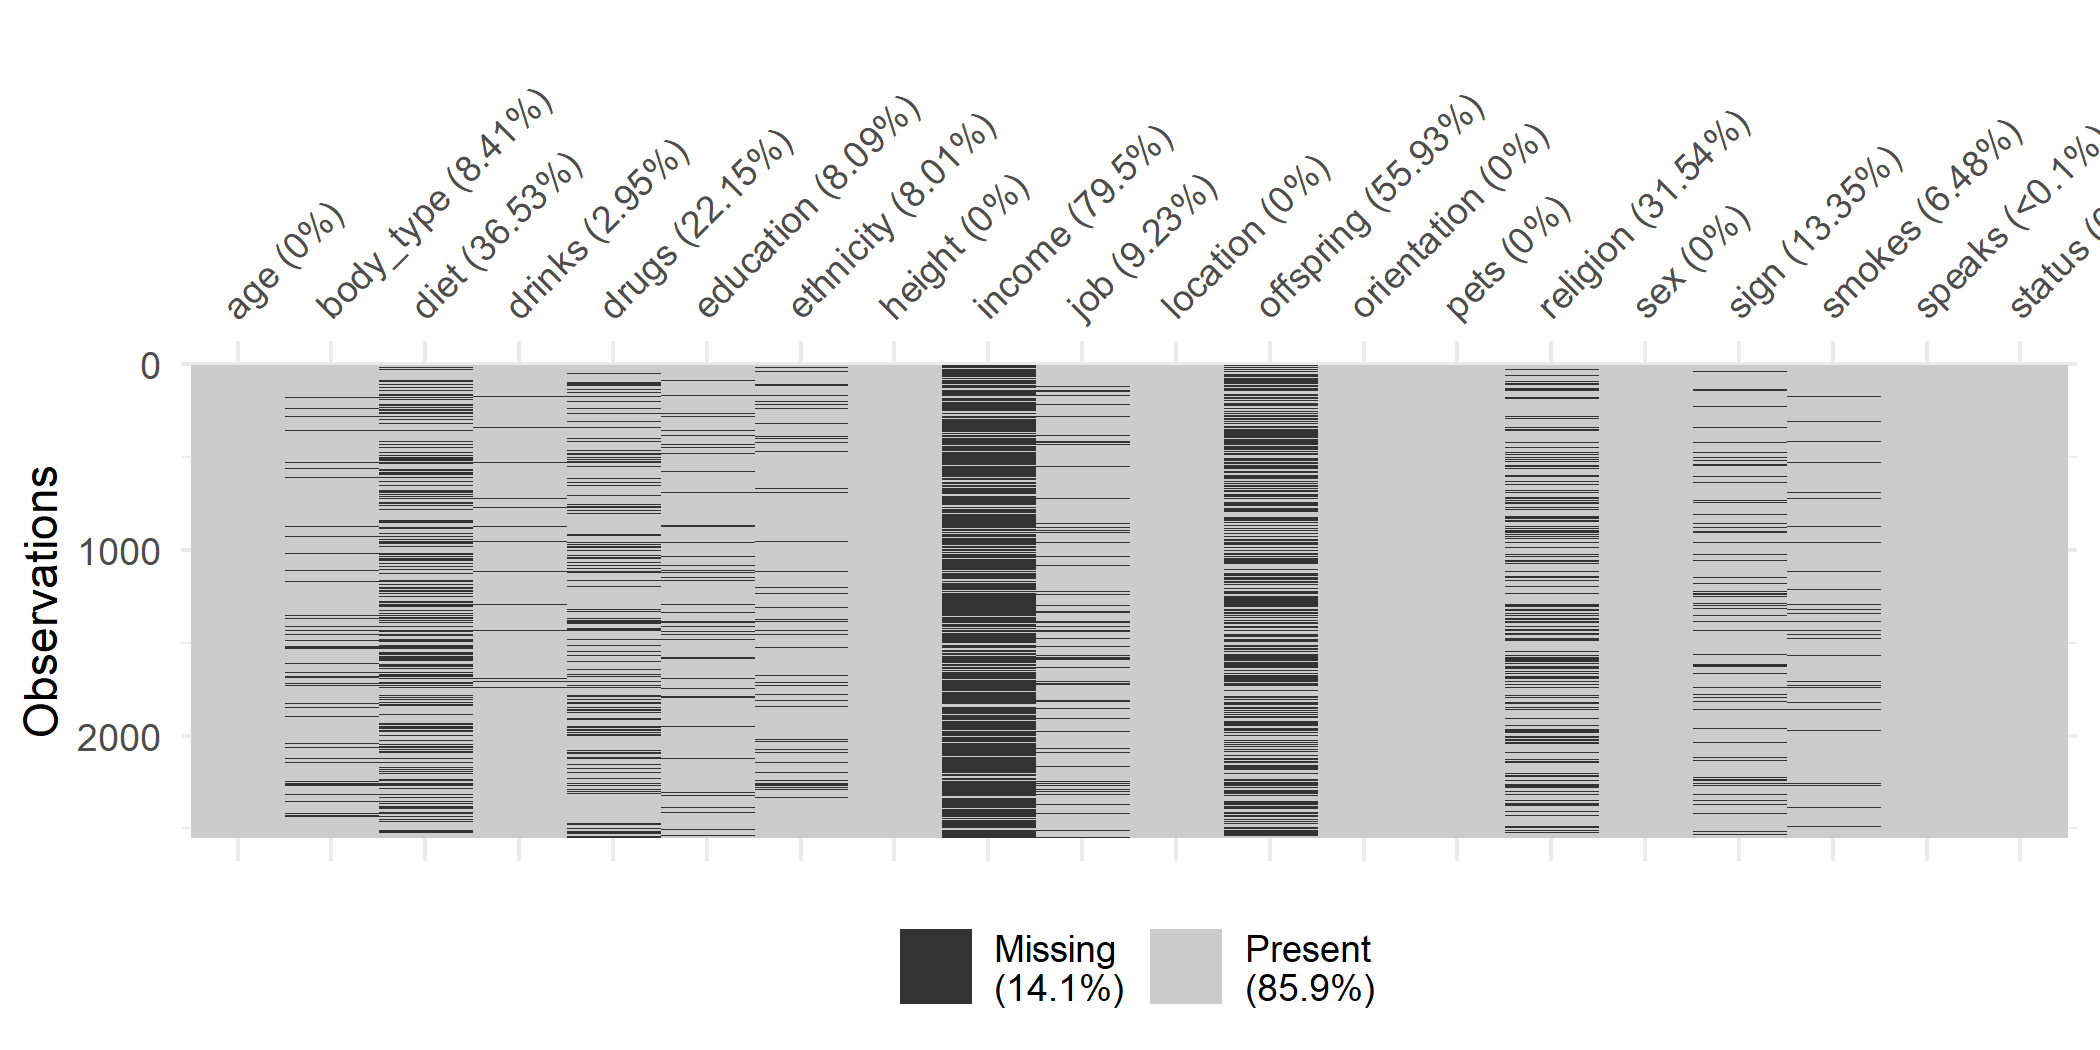 age (0%)
body_type (8.41%)
diet (36.53%)
drinks (2.95%)
drugs (22.15%)
education (8.09%)
ethnicity (8.01%)
height (0%)
income (79.5%)
job (9.23%)
location (0%)
offspring (55.93%)
orientation (0%)
pets (0%)
religion (31.54%)
sex (0%)
sign (13.35%)
smokes (6.48%)
speaks (<0.1%)
status (
Observations
0
1000
2000
Missing
(14.1%)
Present
(85.9%)